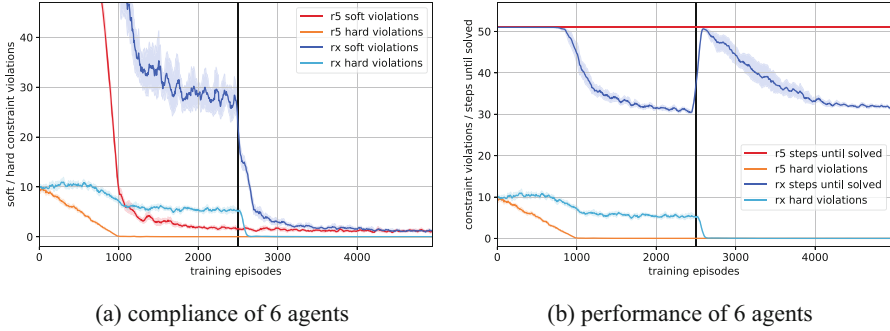 r5 soft violations
r5 hard violations
rx soft violations
rx hard violations
soft / hard constraint violations
40
30
20
10
0
0 1000 2000 3000 4000
training episodes
(a) compliance of 6 agents
constraint violations / steps until solved
50
40
30
20
10
0
r5 steps until solved
r5 hard violations
rx steps until solved
rx hard violations
0 1000 2000 3000 4000
training episodes
(b) performance of 6 agents